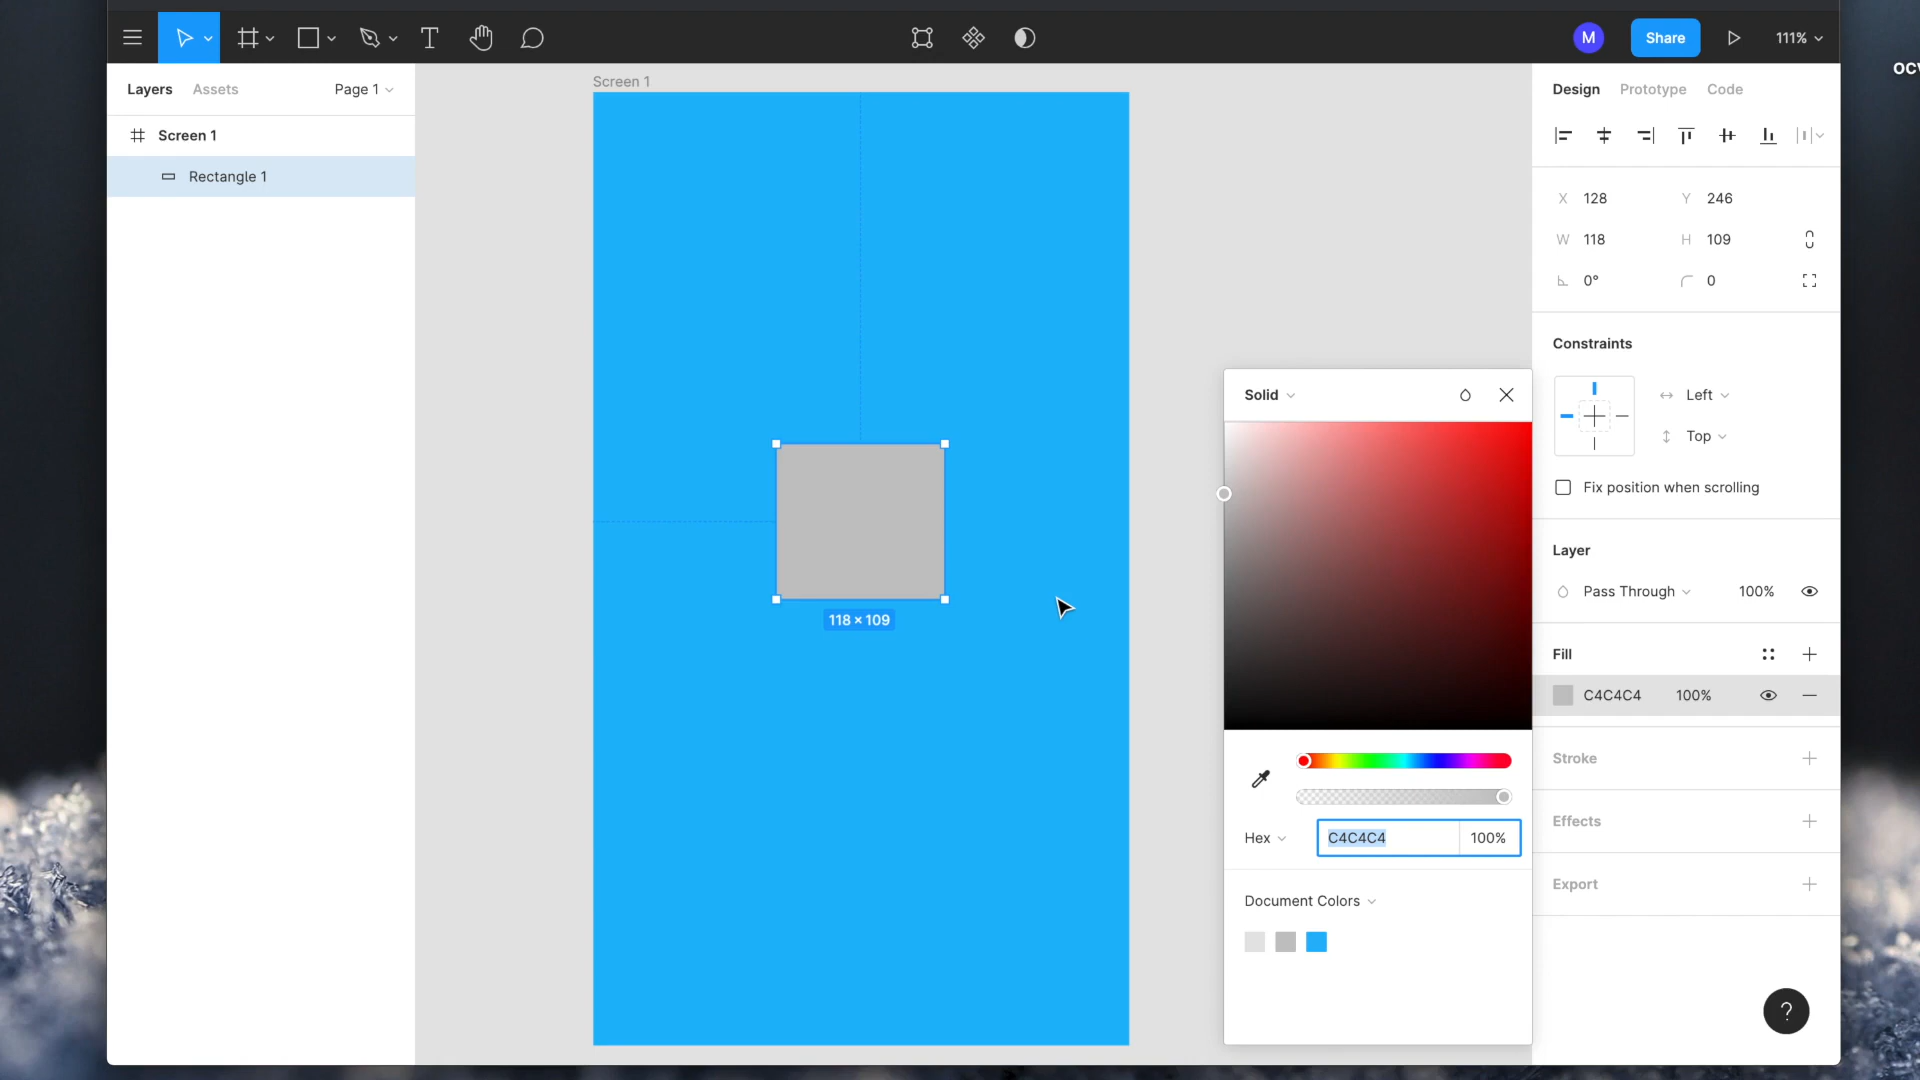 M
Share
111%
Layers
Assets
Page 1
Screen 1
Rectangle 1
Screen 1
118 × 109
Solid
Hex
C4C4C4
100%
Document Colors
Design
Prototype
Code
X 128
Y 246
W 118
H 109
0°
0
Constraints
Left
Top
Fix position when scrolling
Layer
Pass Through
100%
Fill
C4C4C4
100%
Stroke
Effects
Export
?